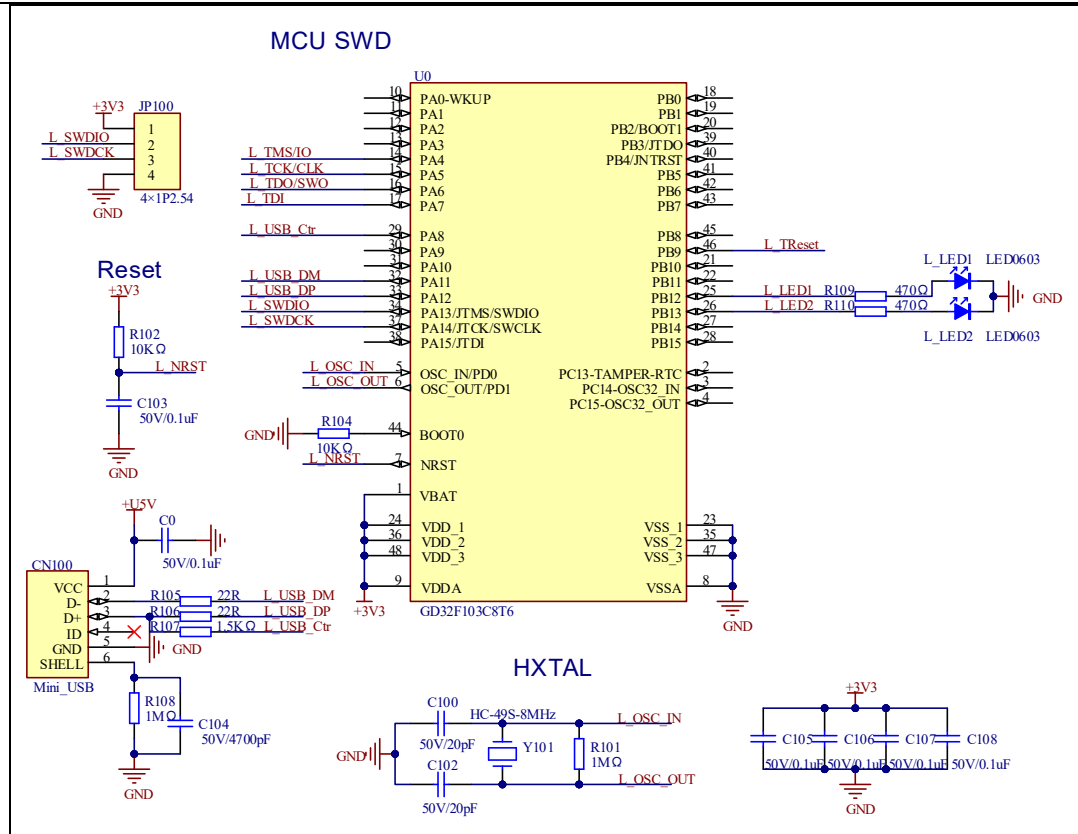 MCU SWD
+3V3
JP100
L_SWDIO
L_SWDCK
1
2
3
4
GND
4×1P2.54
Reset
+3V3
R102
10KΩ
L_NRST
C103
50V/0.1uF
GND
+U5V
C0
50V/0.1uF
CN100
VCC 1
D- 2 R105 22R L_USB_DM
D+ 3 R106 22R L_USB_DP
ID 4 R107 1.5KΩ L_USB_Ctr
GND 5 GND
SHELL 6
Mini_USB
R108
1MΩ
C104
50V/4700pF
GND
U0
10 PA0-WKUP
11 PA1
12 PA2
13 PA3
L_TMS/IO 14 PA4
L_TCK/CLK 15 PA5
L_TDO/SWO 16 PA6
L_TDI 17 PA7
L_USB_Ctr 29 PA8
30 PA9
31 PA10
L_USB_DM 32 PA11
L_USB_DP 33 PA12
L_SWDIO 34 PA13/JTMS/SWDIO
L_SWDCK 37 PA14/JTCK/SWCLK
38 PA15/JTDI
L_OSC_IN 5 OSC_IN/PD0
L_OSC_OUT 6 OSC_OUT/PD1
GND R104 44 BOOT0
10KΩ
L_NRST 7 NRST
1 VBAT
24 VDD_1
36 VDD_2
48 VDD_3
9 VDDA
+3V3
GD32F103C8T6
PB0 18
PB1 19
PB2/BOOT1 20
PB3/JTDO 39
PB4/JNTRST 40
PB5 41
PB6 42
PB7 43
PB8 45
PB9 46 L_TReset
PB10 21
PB11 22
PB12 25 L_LED1 R109 470Ω
PB13 26 L_LED2 R110 470Ω
PB14 27
PB15 28
L_LED1 LED0603
GND
L_LED2 LED0603
PC13-TAMPER-RTC 2
PC14-OSC32_IN 3
PC15-OSC32_OUT 4
VSS_1 23
VSS_2 35
VSS_3 47
VSSA 8
GND
HXTAL
C100
50V/20pF
HC-49S-8MHz
L_OSC_IN
GND
Y101
R101
1MΩ
C102
50V/20pF
L_OSC_OUT
+3V3
C105 C106 C107 C108
50V/0.1uF 50V/0.1uF 50V/0.1uF 50V/0.1uF
GND